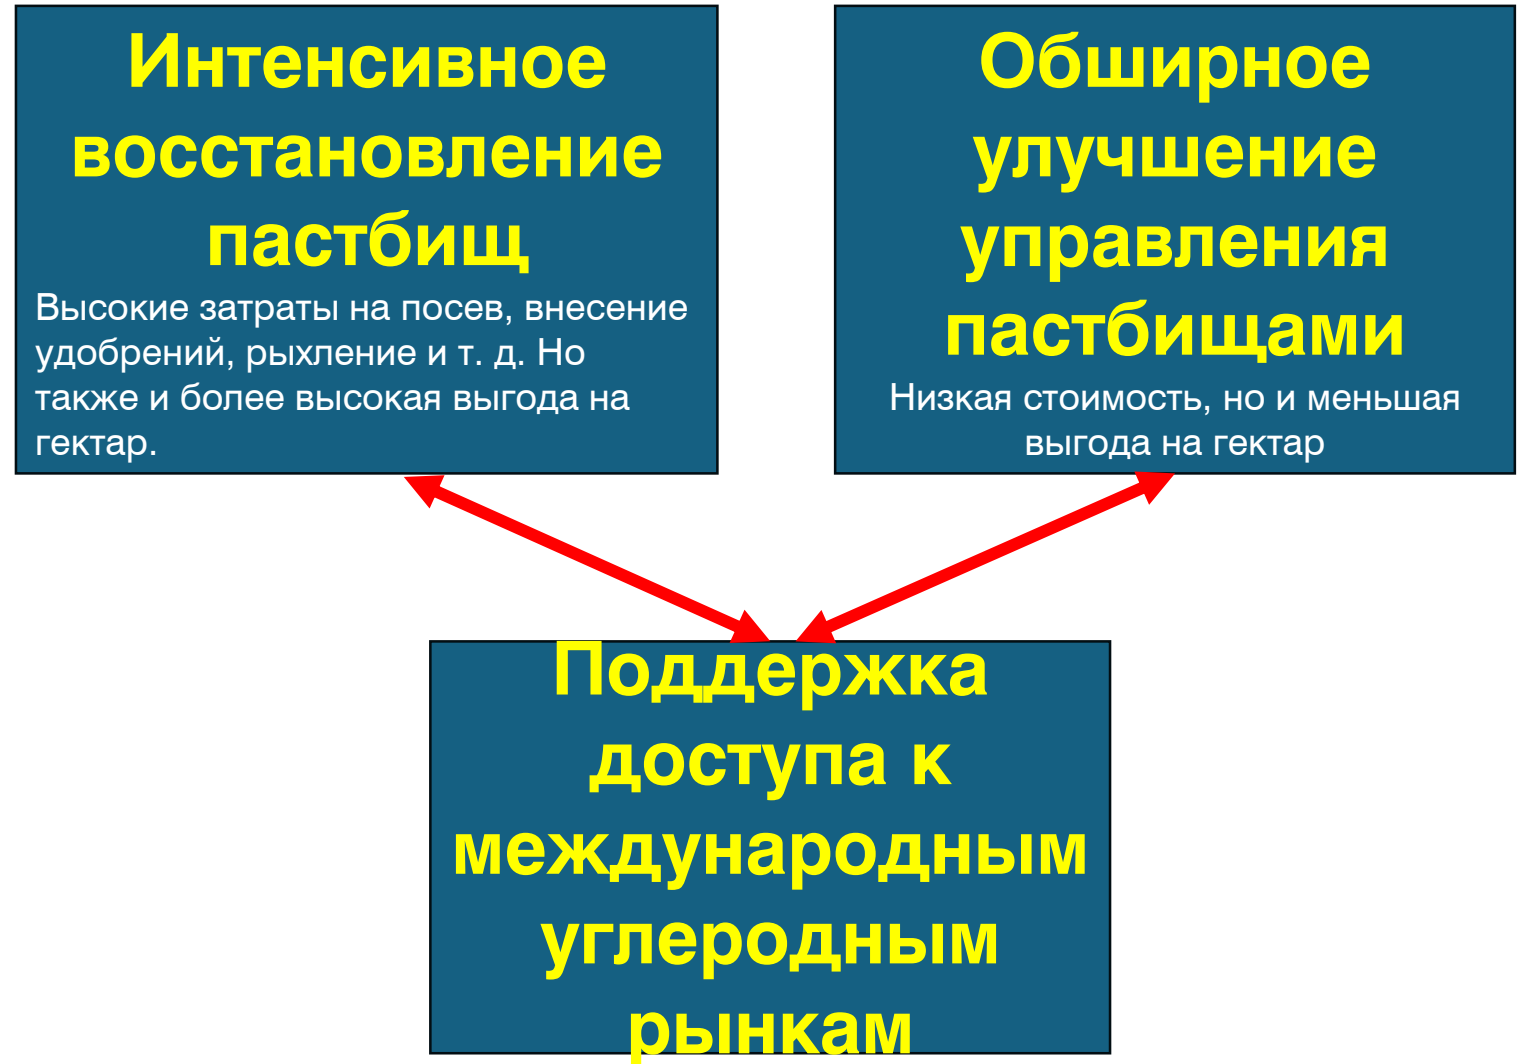 Интенсивное
восстановление
пастбищ
Высокие затраты на посев, внесение
удобрений, рыхление и т. д. Но
также и более высокая выгода на
гектар.
Обширное
улучшение
управления
пастбищами
Низкая стоимость, но и меньшая
выгода на гектар
Поддержка
доступа к
международным
углеродным
рынкам